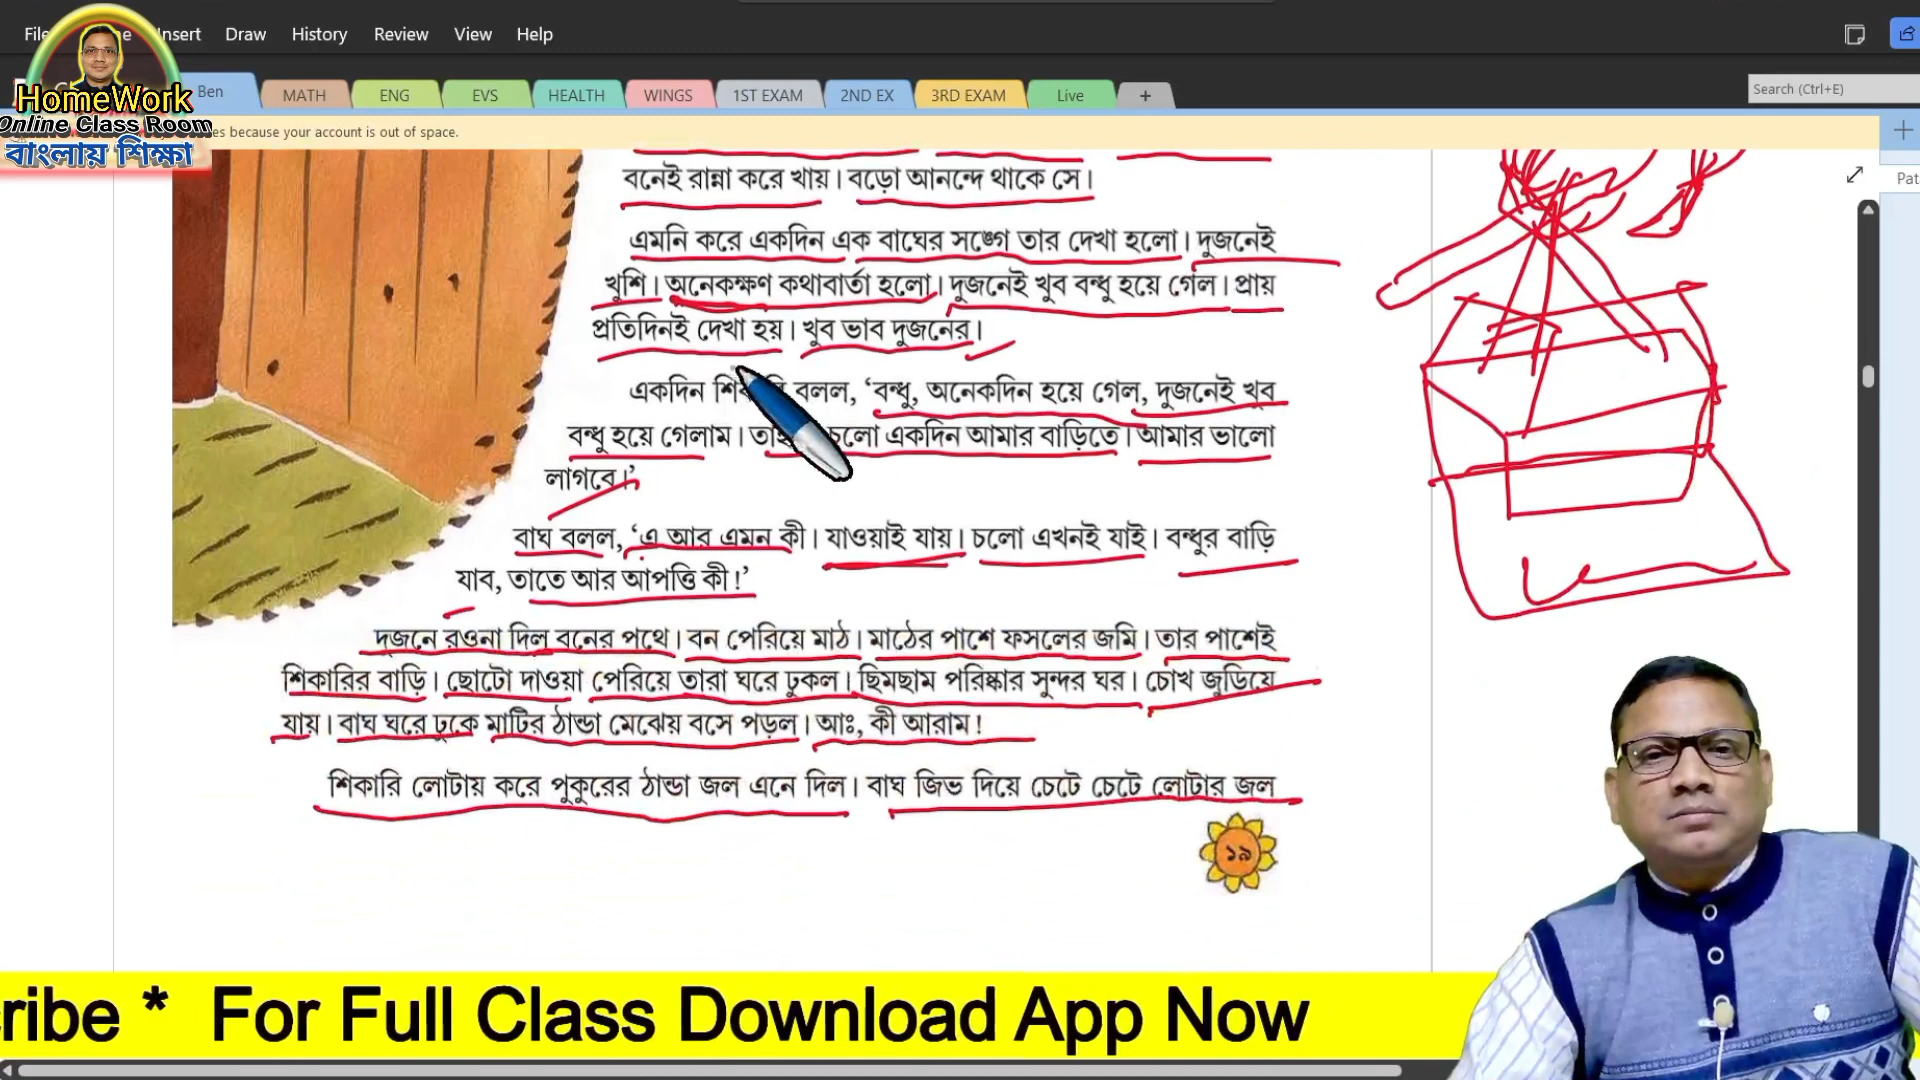 File Home Insert Draw History Review View Help
HomeWork
Online Class Room
বাংলায় শিক্ষা
Ben MATH ENG EVS HEALTH WINGS 1ST EXAM 2ND EX 3RD EXAM Live +
Search (Ctrl+E)
because your account is out of space.
Pat
বনেই রান্না করে খায়। বড়ো আনন্দে থাকে সে।
এমনি করে একদিন এক বাঘের সঙ্গে তার দেখা হলো। দুজনেই
খুশি। অনেকক্ষণ কথাবার্তা হলো। দুজনেই খুব বন্ধু হয়ে গেল। প্রায়
প্রতিদিনই দেখা হয়। খুব ভাব দুজনের।
একদিন বলল, ‘বন্ধু, অনেকদিন হয়ে গেল, দুজনেই খুব
বন্ধু হয়ে গেলাম। চলো একদিন আমার বাড়িতে। আমার ভালো
লাগবে।’
বাঘ বলল, ‘এ আর এমন কী। যাওয়াই যায়। চলো এখনই যাই। বন্ধুর বাড়ি
যাব, তাতে আর আপত্তি কী!’
দুজনে রওনা দিল বনের পথে। বন পেরিয়ে মাঠ। মাঠের পাশে ফসলের জমি। তার পাশেই
শিকারির বাড়ি। ছোটো দাওয়া পেরিয়ে তারা ঘরে ঢুকল। ছিমছাম পরিষ্কার সুন্দর ঘর। চোখ জুড়িয়ে
যায়। বাঘ ঘরে ঢুকে মাটির ঠান্ডা মেঝেয় বসে পড়ল। আঃ, কী আরাম!
শিকারি লোটায় করে পুকুরের ঠান্ডা জল এনে দিল। বাঘ জিভ দিয়ে চেটে চেটে লোটার জল
১৯
cribe * For Full Class Download App Now